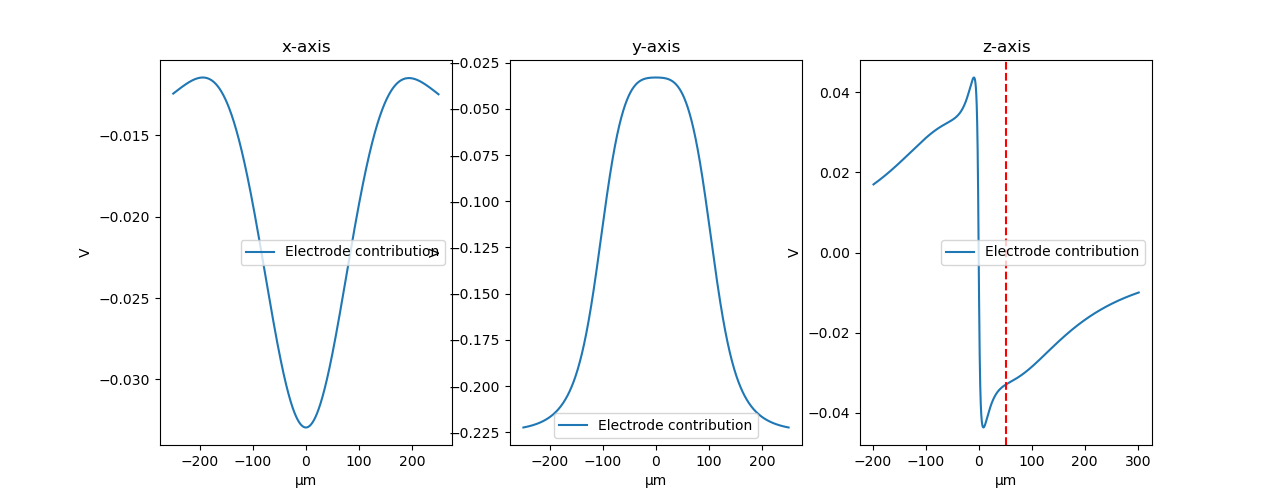 x-axis
y-axis
z-axis
−0.015
−0.020
−0.025
−0.030
V
Electrode contribution
−200
−100
0
100
200
μm
−0.025
−0.050
−0.075
−0.100
−0.125
−0.150
−0.175
−0.200
−0.225
V
Electrode contribution
−200
−100
0
100
200
μm
0.04
0.02
0.00
−0.02
−0.04
V
Electrode contribution
−200
−100
0
100
200
300
μm